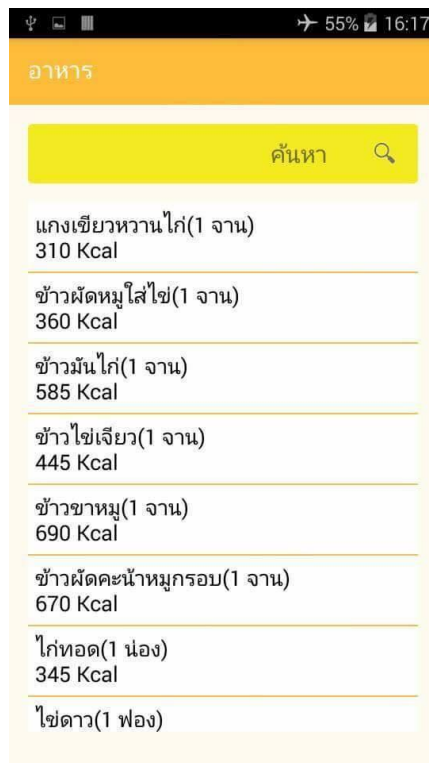 55% 16:17
อาหาร
ค้นหา
แกงเขียวหวานไก่(1 จาน)
310 Kcal
ข้าวผัดหมูใส่ไข่(1 จาน)
360 Kcal
ข้าวมันไก่(1 จาน)
585 Kcal
ข้าวไข่เจียว(1 จาน)
445 Kcal
ข้าวขาหมู(1 จาน)
690 Kcal
ข้าวผัดคะน้าหมูกรอบ(1 จาน)
670 Kcal
ไก่ทอด(1 น่อง)
345 Kcal
ไข่ดาว(1 ฟอง)